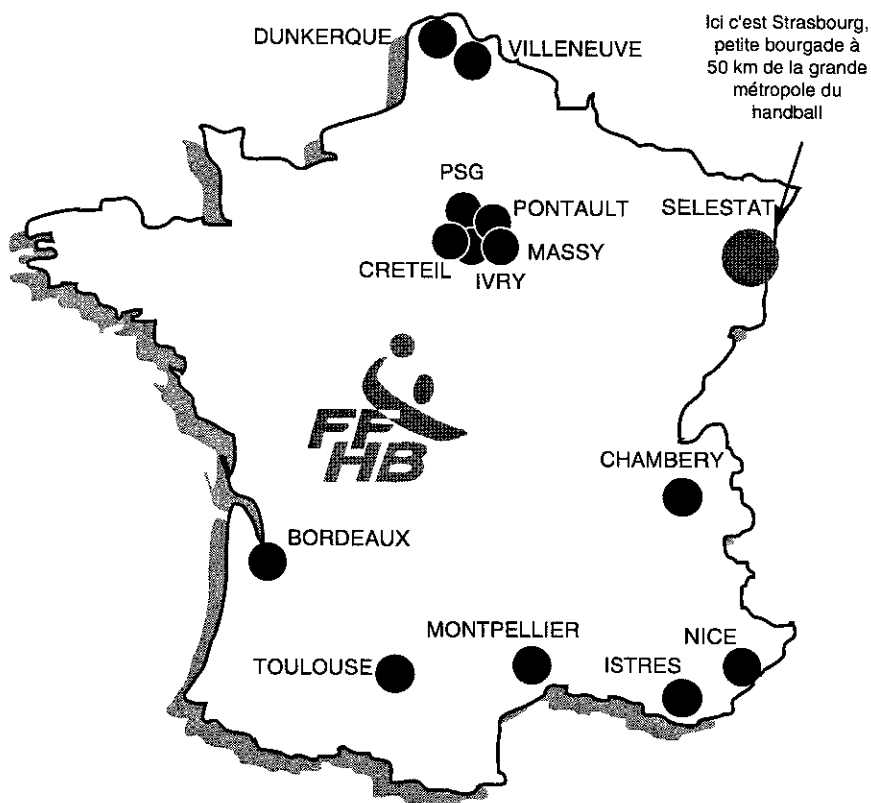 Ici c'est Strasbourg,
petite bourgade à
50 km de la grande
métropole du
handball
DUNKERQUE
VILLENEUVE
PSG
PONTAULT
SELESTAT
MASSY
CRETEIL
IVRY
FF
HB
CHAMBERY
BORDEAUX
MONTPELLIER
NICE
TOULOUSE
ISTRES